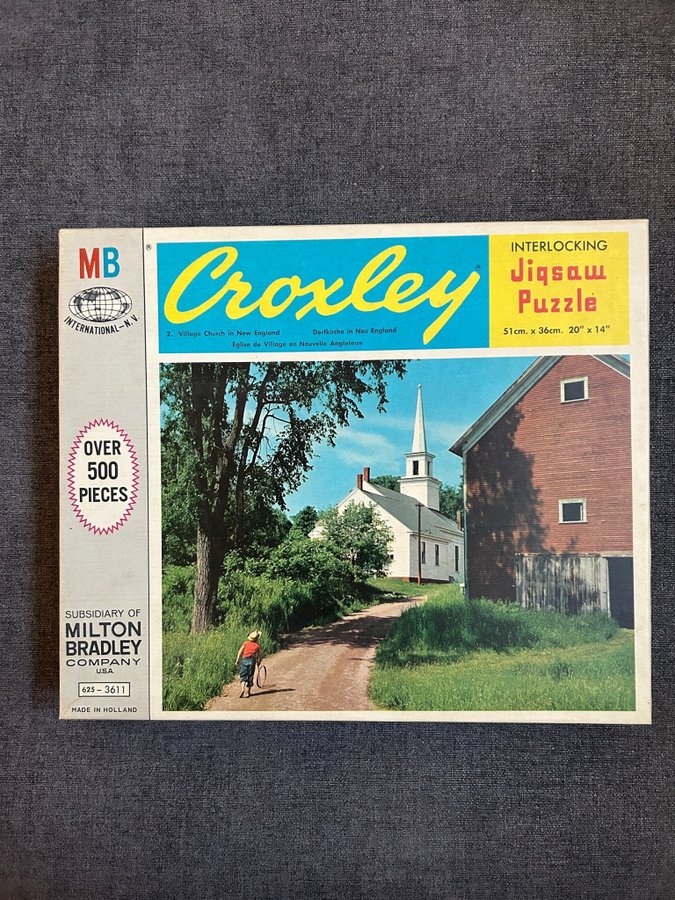 MB
®
INTERNATIONAL-N.V.
OVER
500
PIECES
SUBSIDIARY OF
MILTON
BRADLEY
COMPANY
U.S.A.
625-3611
MADE IN HOLLAND
Croxley®
2. Village Church in New England Dorfkirche in Neu England
Eglise de Village en Nouvelle Angleterre
INTERLOCKING
Jigsaw
Puzzle
51cm. x 36cm. 20" x 14"